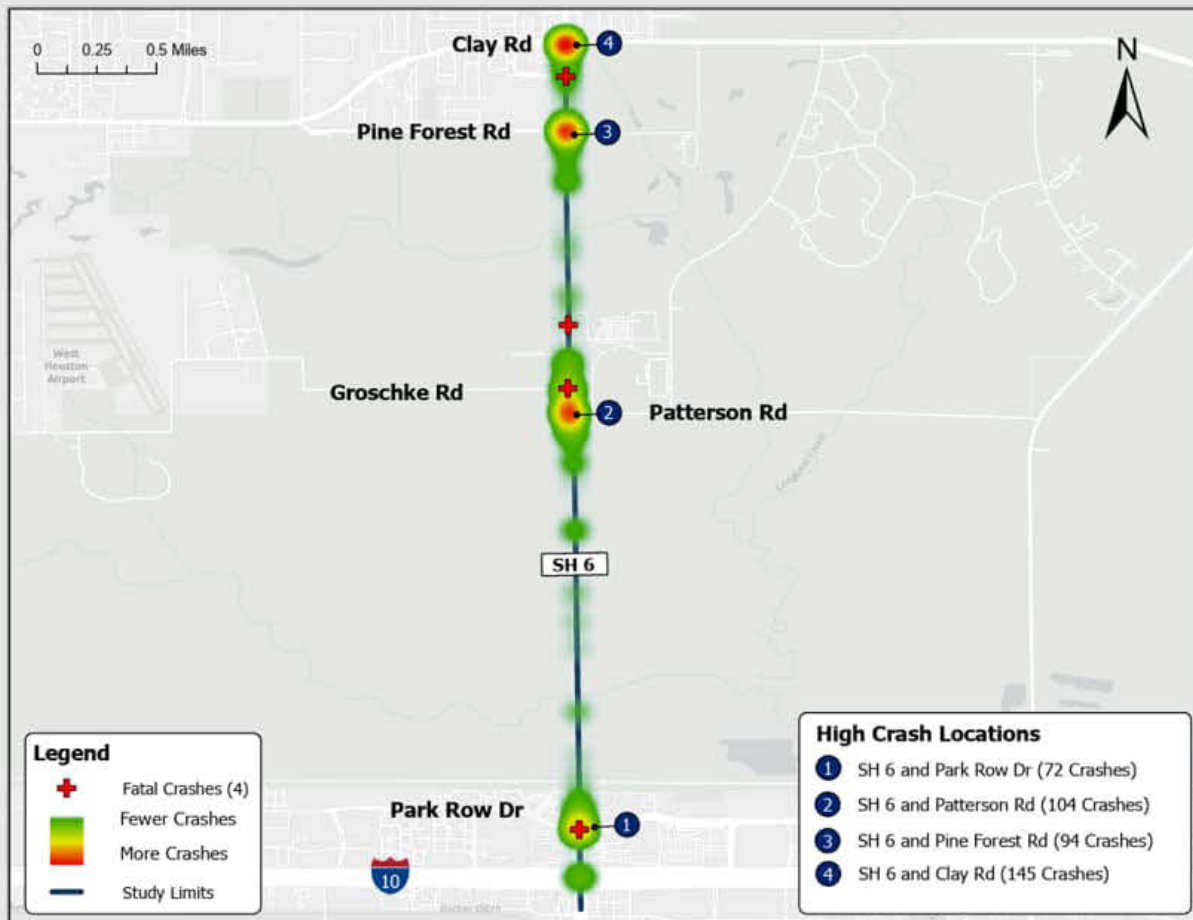 0 0.25 0.5 Miles
Clay Rd
4
N
Pine Forest Rd
3
West
Houston
Airport
Groschke Rd
2
Patterson Rd
Langham Creek
SH 6
Park Row Dr
1
10
Legend
Fatal Crashes (4)
Fewer Crashes
More Crashes
Study Limits
High Crash Locations
1 SH 6 and Park Row Dr (72 Crashes)
2 SH 6 and Patterson Rd (104 Crashes)
3 SH 6 and Pine Forest Rd (94 Crashes)
4 SH 6 and Clay Rd (145 Crashes)